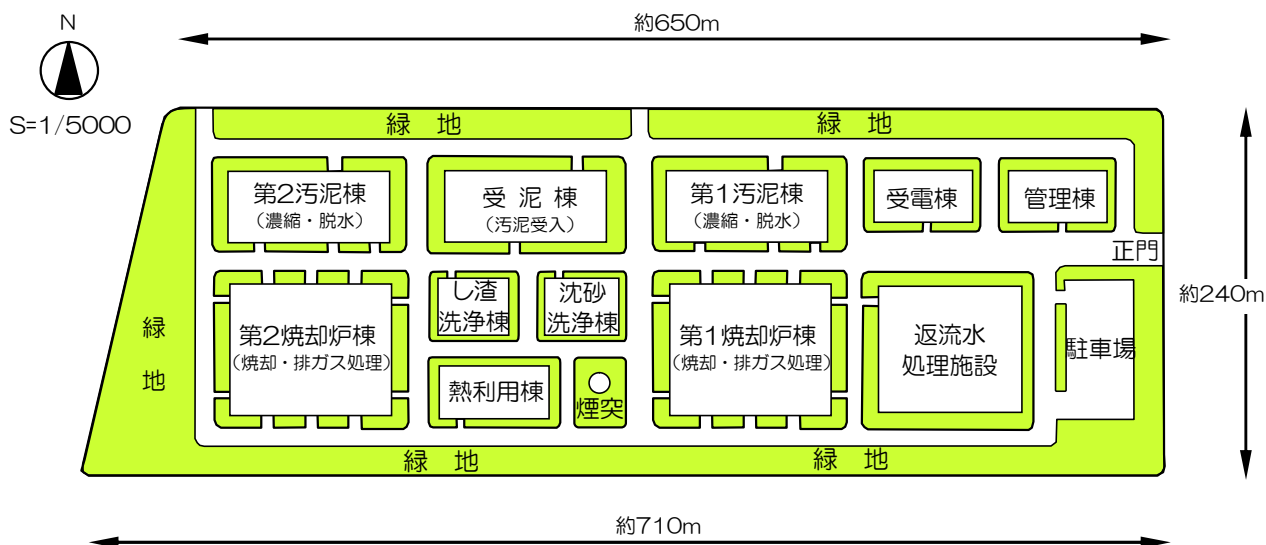 N
S=1/5000
約650m
緑 地
緑 地
第2汚泥棟
(濃縮・脱水)
受 泥 棟
(汚泥受入)
第1汚泥棟
(濃縮・脱水)
受電棟
管理棟
正門
約240m
緑
地
第2焼却炉棟
(焼却・排ガス処理)
し渣
洗浄棟
沈砂
洗浄棟
熱利用棟
煙突
第1焼却炉棟
(焼却・排ガス処理)
返流水
処理施設
駐車場
緑 地
緑 地
約710m